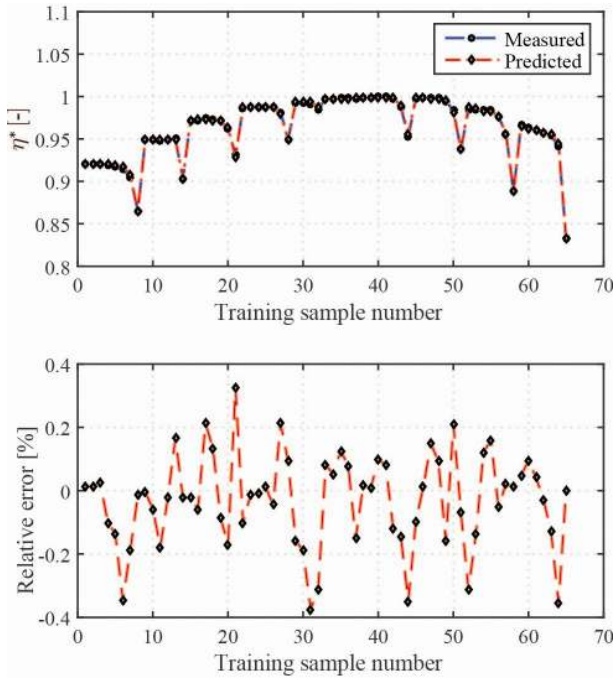 1.1
1.05
1
0.95
0.9
0.85
0.8
η* [-]
Measured
Predicted
0 10 20 30 40 50 60 70
Training sample number
0.4
0.2
0
-0.2
-0.4
Relative error [%]
0 10 20 30 40 50 60 70
Training sample number